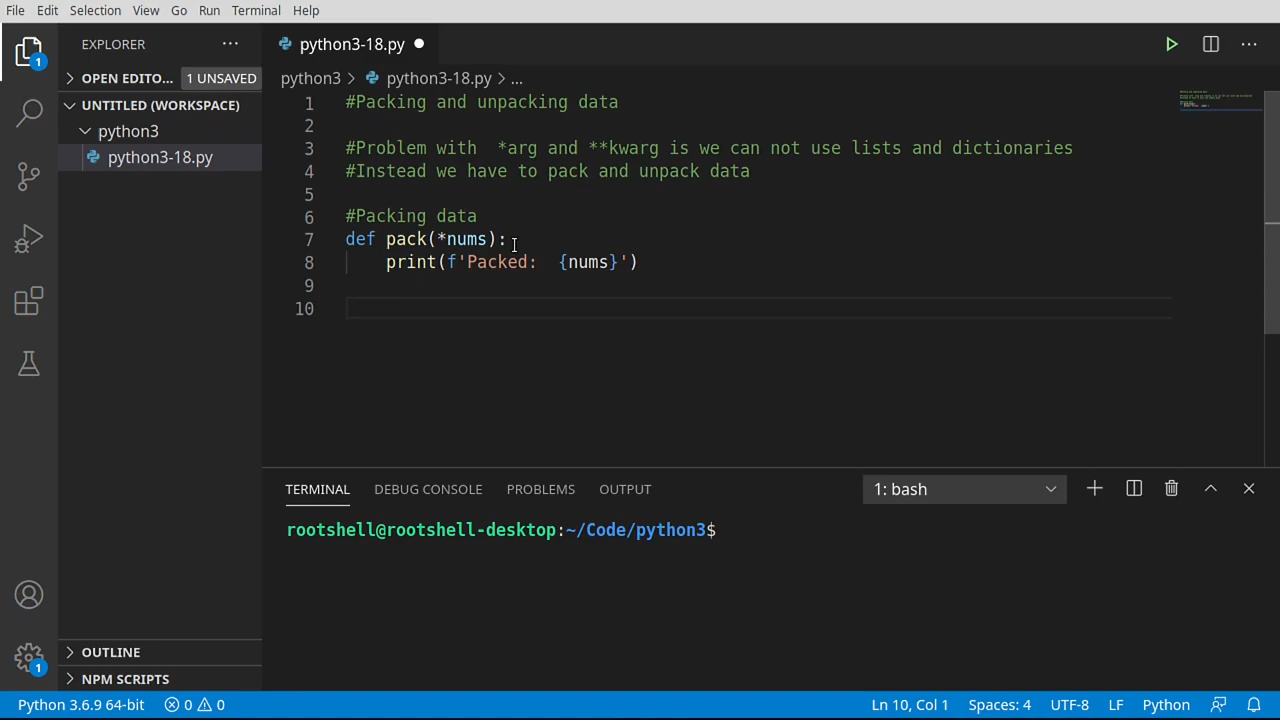 File Edit Selection View Go Run Terminal Help
EXPLORER ···
python3-18.py
OPEN EDITO... 1 UNSAVED
UNTITLED (WORKSPACE)
python3
python3-18.py
1
1
OUTLINE
NPM SCRIPTS
python3 > python3-18.py > ...
1 #Packing and unpacking data
2
3 #Problem with  *arg and **kwarg is we can not use lists and dictionaries
4 #Instead we have to pack and unpack data
5
6 #Packing data
7 def pack(*nums):
8     print(f'Packed:  {nums}')
9
10
TERMINAL DEBUG CONSOLE PROBLEMS OUTPUT 1: bash
rootshell@rootshell-desktop:~/Code/python3$
Python 3.6.9 64-bit 0 0 Ln 10, Col 1 Spaces: 4 UTF-8 LF Python